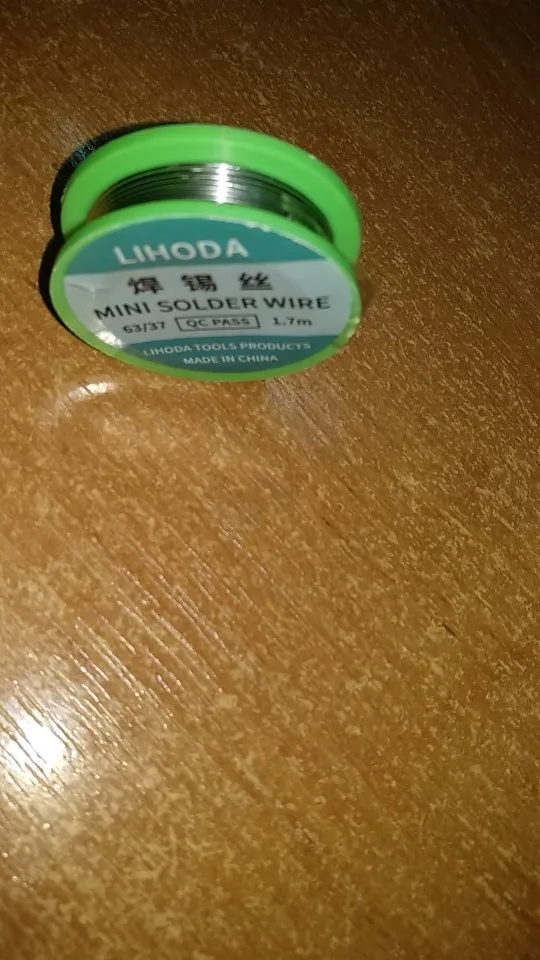 LIHODA
焊锡丝
MINI SOLDER WIRE
63/37 QC PASS 1.7m
LIHODA TOOLS PRODUCTS
MADE IN CHINA